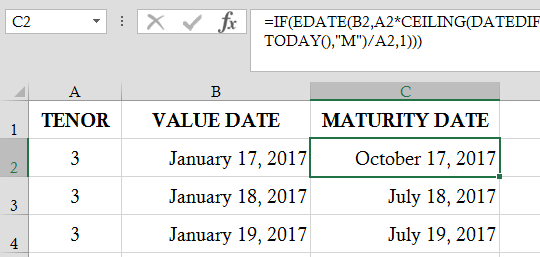 C2 fx =IF(EDATE(B2,A2*CEILING(DATEDIF
TODAY(),"M")/A2,1)))
A B C
1 TENOR VALUE DATE MATURITY DATE
2 3 January 17, 2017 October 17, 2017
3 3 January 18, 2017 July 18, 2017
4 3 January 19, 2017 July 19, 2017